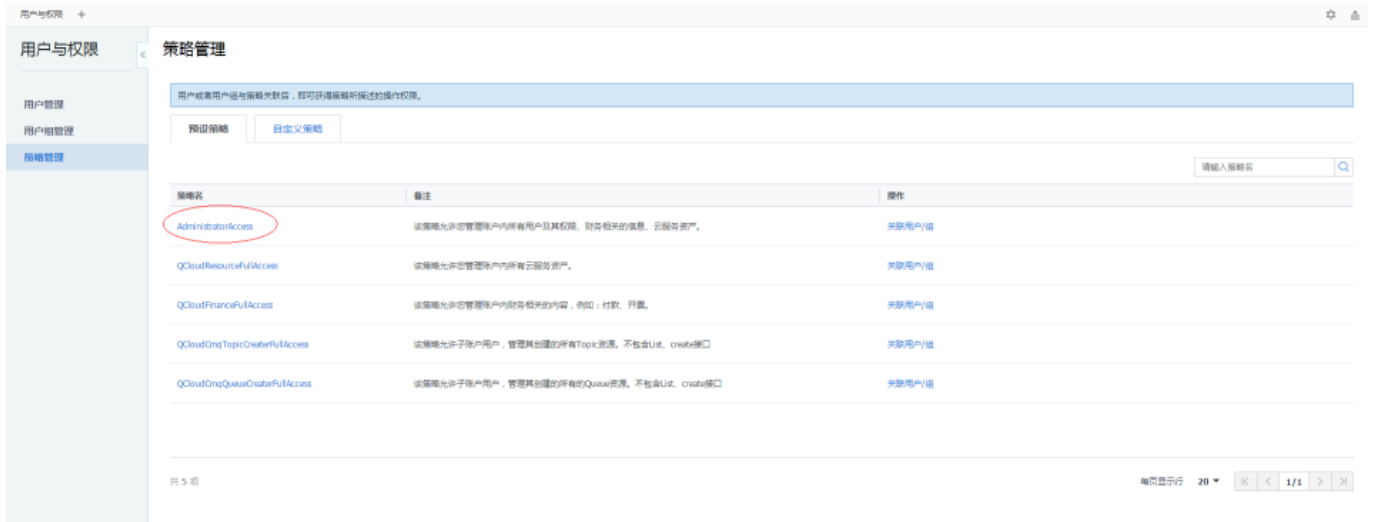 用户与权限 +
用户与权限
«
策略管理
用户管理
用户组管理
策略管理
用户或者用户组与策略关联后，即可获得策略所描述的操作权限。
预设策略 自定义策略
请输入策略名
策略名 备注 操作
AdministratorAccess 该策略允许您管理账户内所有用户及其权限、财务相关的信息、云服务资产。 关联用户/组
QCloudResourceFullAccess 该策略允许您管理账户内所有云服务资产。 关联用户/组
QCloudFinanceFullAccess 该策略允许您管理账户内财务相关的内容，例如：付款、开票。 关联用户/组
QCloudCmqTopicCreaterFullAccess 该策略允许子账户用户，管理其创建的所有Topic资源。不包含List、create接口 关联用户/组
QCloudCmqQueueCreaterFullAccess 该策略允许子账户用户，管理其创建的所有的Queue资源。不包含List、create接口 关联用户/组
共 5 项 每页显示行 20 1/1